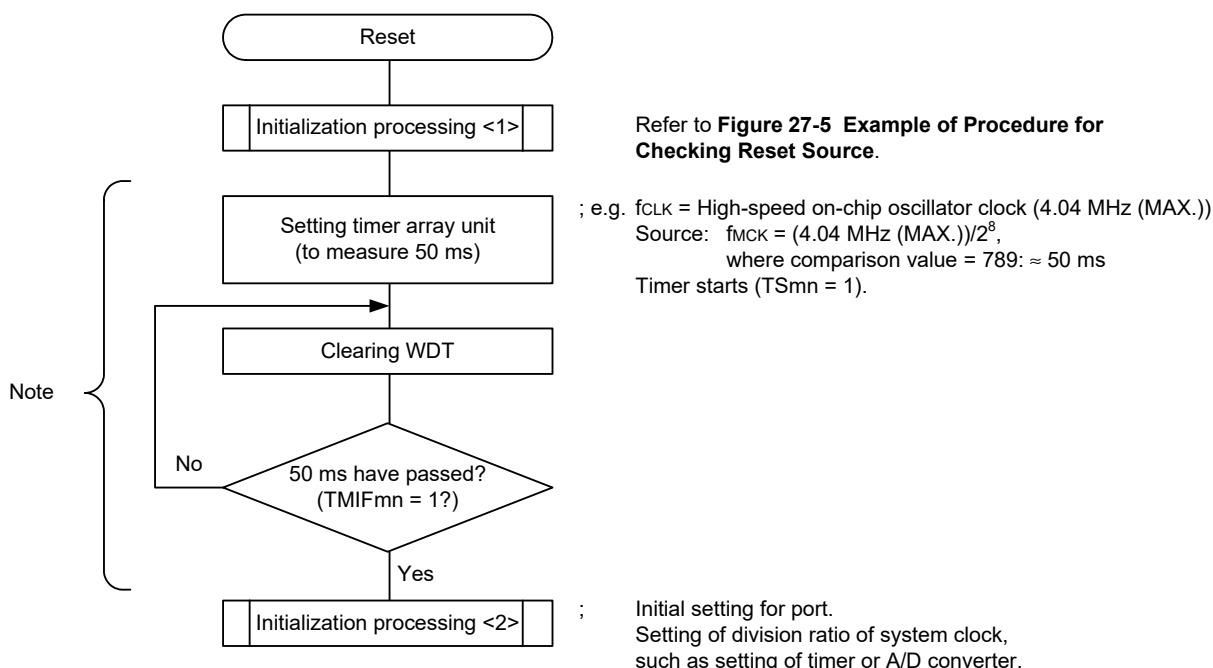 Reset
Initialization processing <1>
Refer to Figure 27-5 Example of Procedure for
Checking Reset Source.
Setting timer array unit
(to measure 50 ms)
; e.g. fCLK = High-speed on-chip oscillator clock (4.04 MHz (MAX.))
Source: fMCK = (4.04 MHz (MAX.))/2⁸,
where comparison value = 789: ≈ 50 ms
Timer starts (TSmn = 1).
Clearing WDT
Note
No
50 ms have passed?
(TMIFmn = 1?)
Yes
Initialization processing <2>
; Initial setting for port.
Setting of division ratio of system clock,
such as setting of timer or A/D converter.